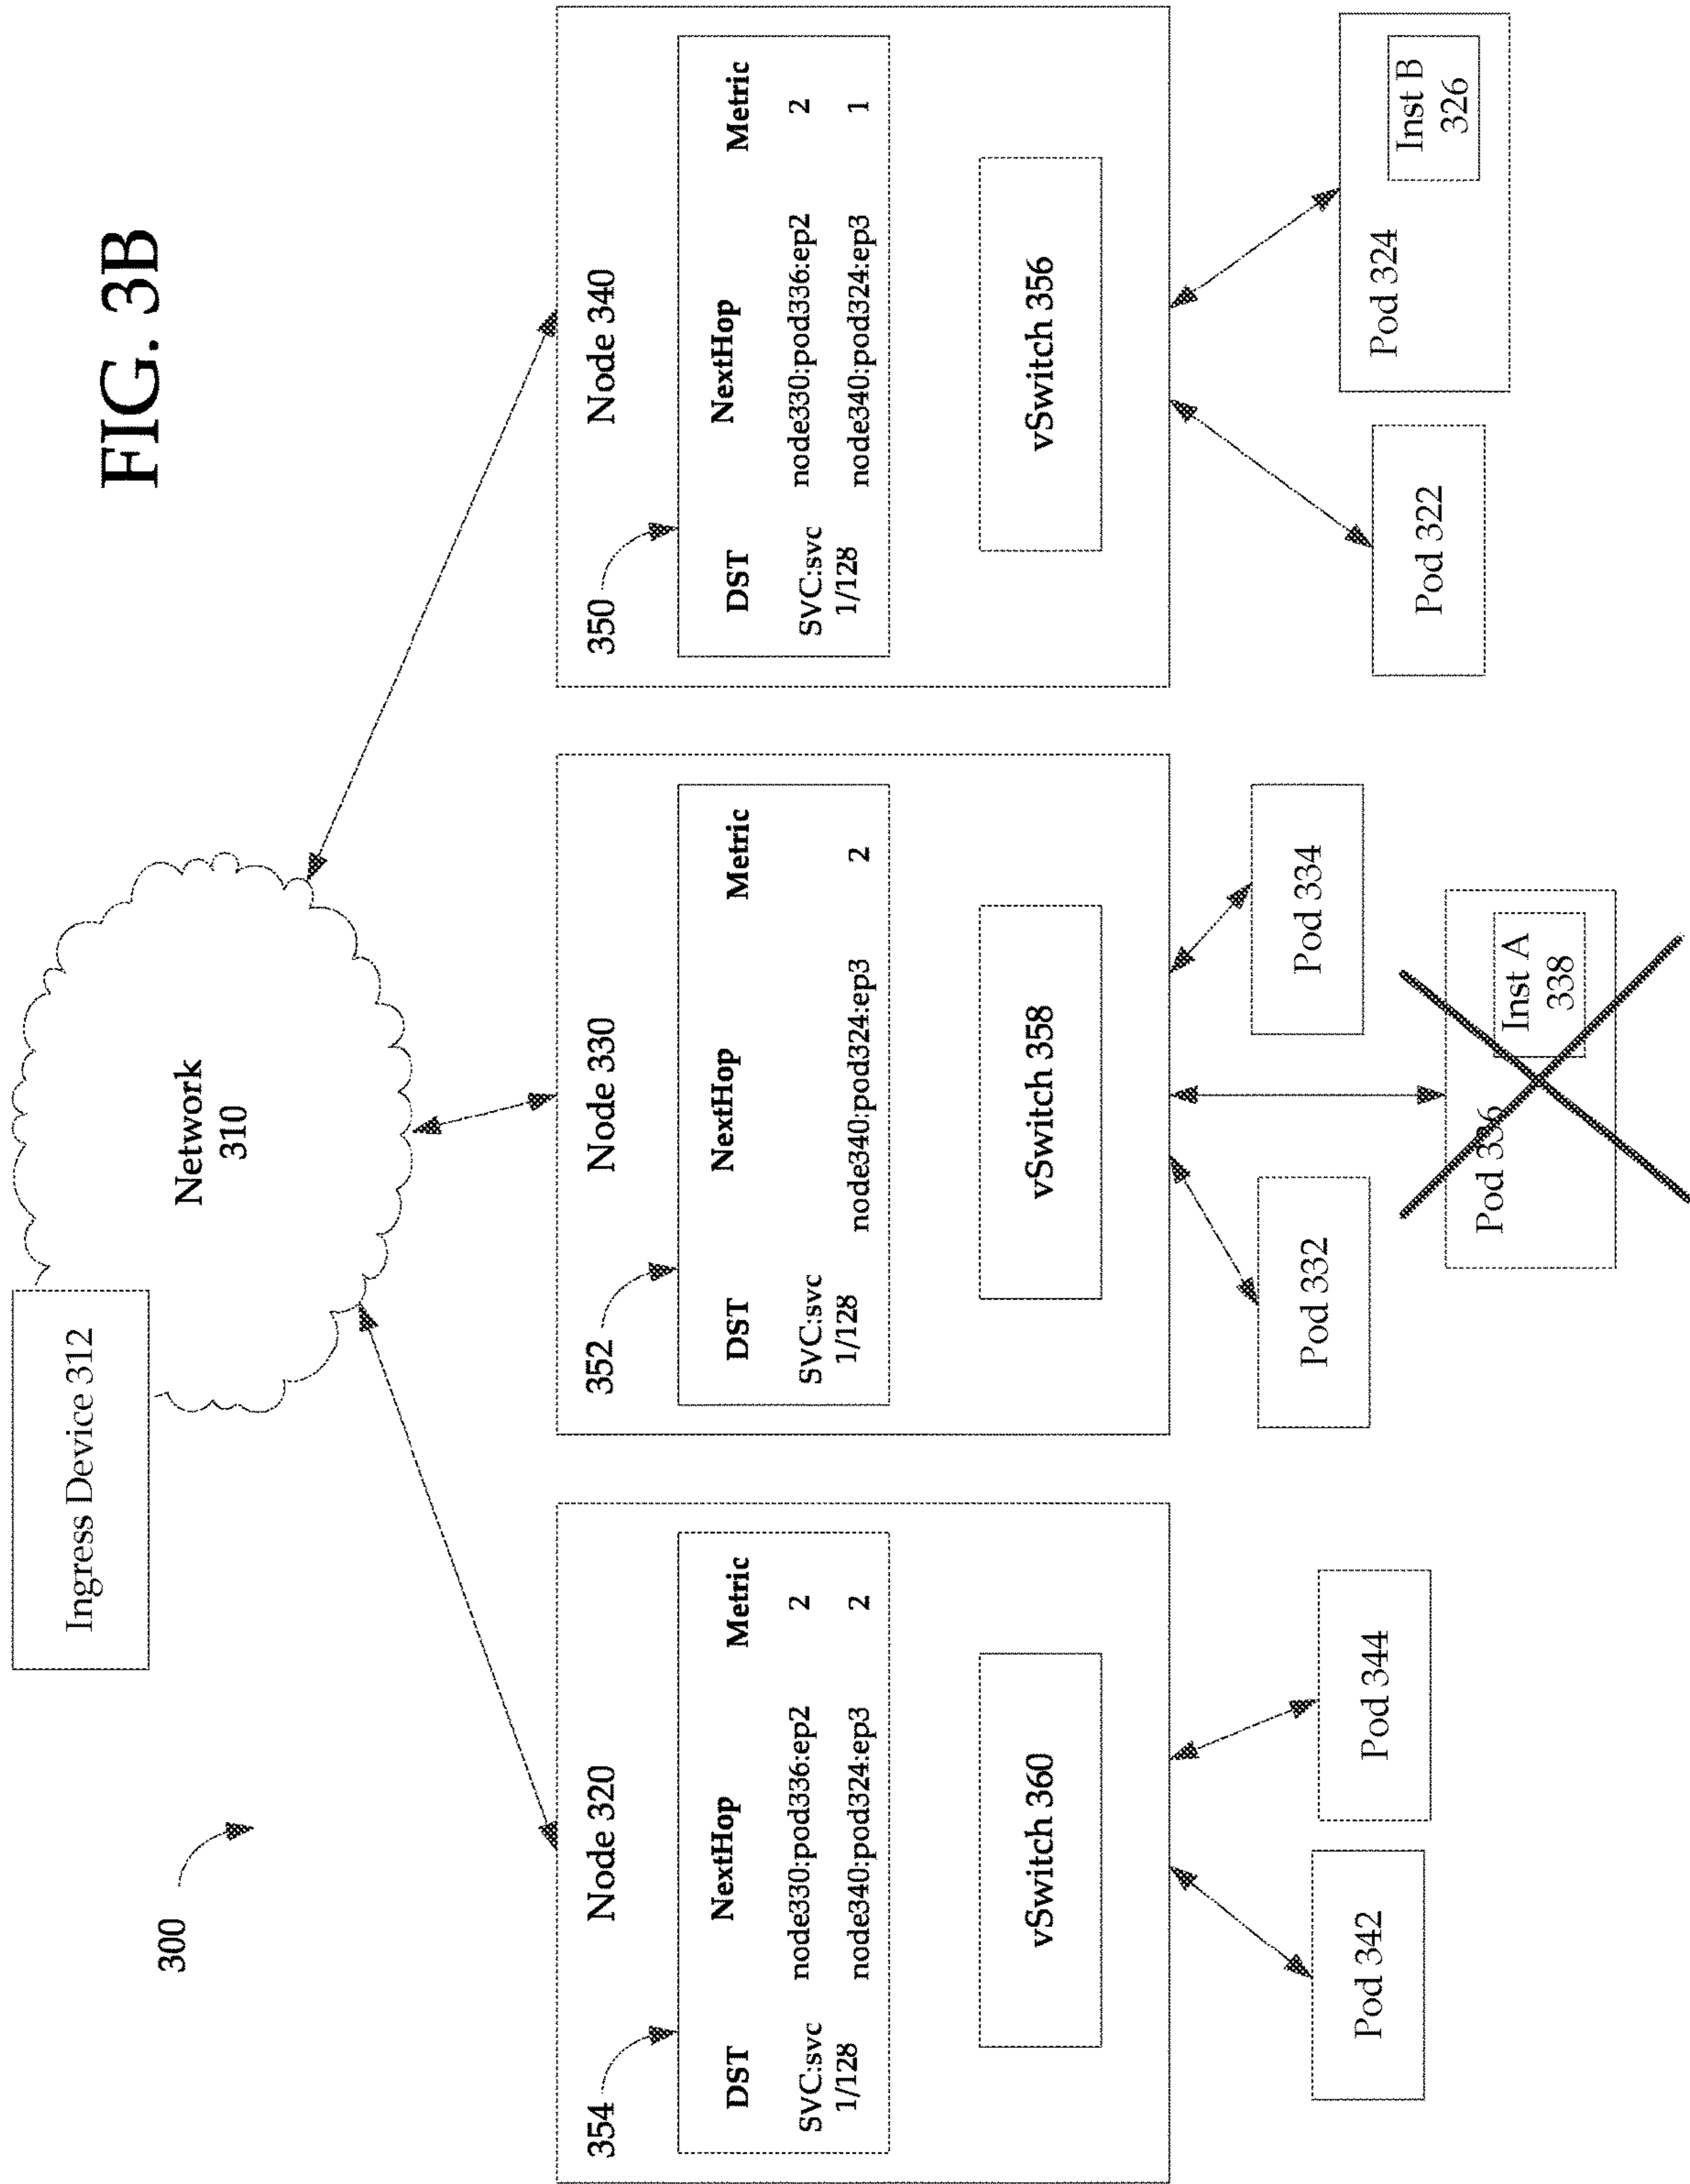 FIG. 3B
300
Ingress Device 312
Network
310
Node 320
354
DST NextHop Metric
SVC:svc node330:pod336:ep2 2
1/128 node340:pod324:ep3 2
vSwitch 360
Pod 342
Pod 344
Node 330
352
DST NextHop Metric
SVC:svc
1/128 node340:pod324:ep3 2
vSwitch 358
Pod 332
Pod 334
Pod 336
Inst A
338
Node 340
350
DST NextHop Metric
SVC:svc node330:pod336:ep2 2
1/128 node340:pod324:ep3 1
vSwitch 356
Pod 322
Pod 324
Inst B
326